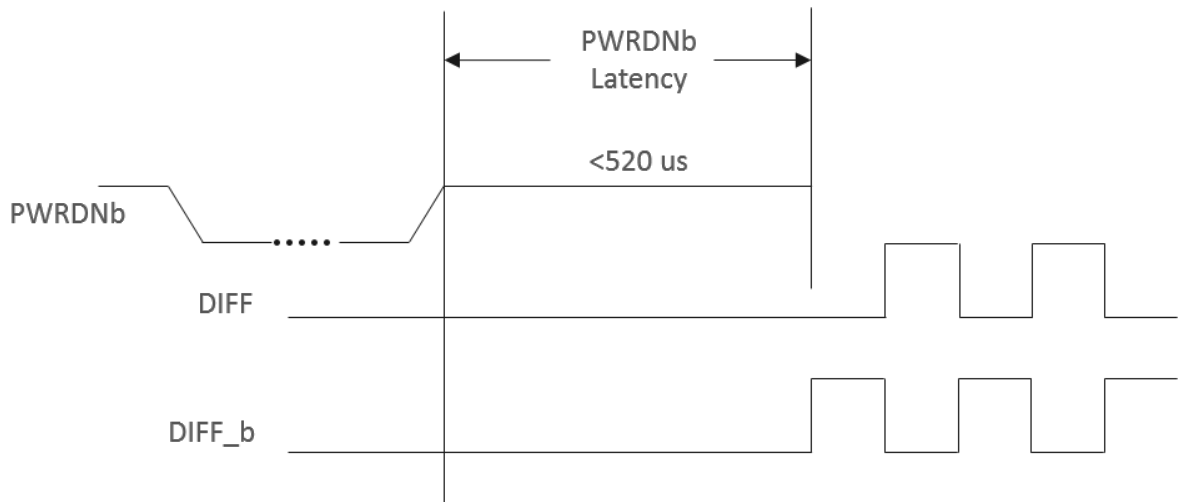 PWRDNb
Latency
<520 us
PWRDNb
DIFF
DIFF_b